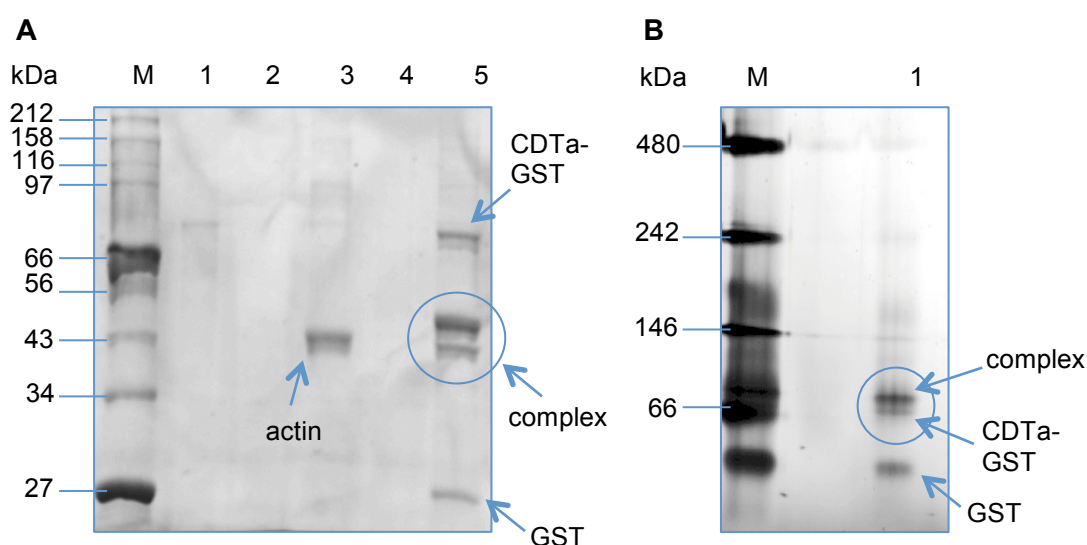 A
kDa M 1 2 3 4 5
212
158
116
97
66
56
43
34
27
CDTa-
GST
actin
complex
GST
B
kDa M 1
480
242
146
66
complex
CDTa-
GST
GST